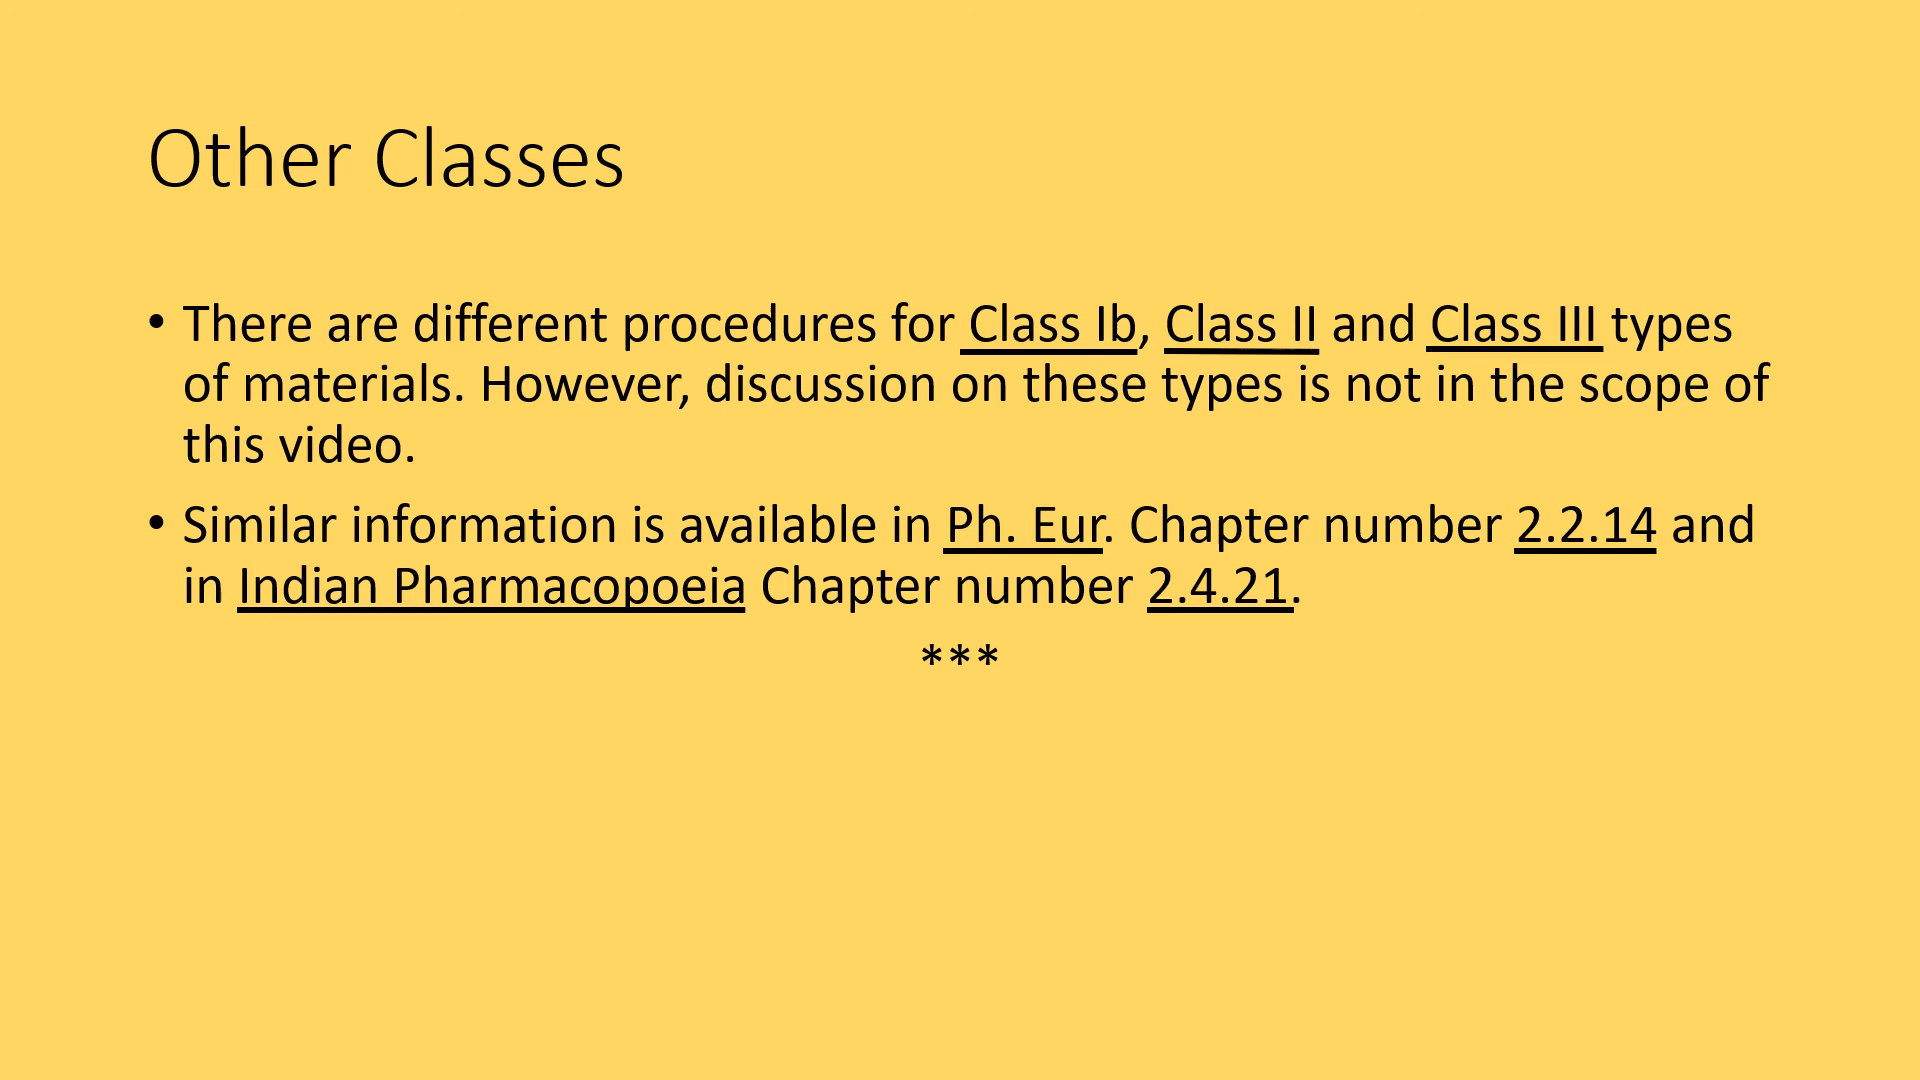 Other Classes
• There are different procedures for Class Ib, Class II and Class III types
of materials. However, discussion on these types is not in the scope of
this video.
• Similar information is available in Ph. Eur. Chapter number 2.2.14 and
in Indian Pharmacopoeia Chapter number 2.4.21.
***